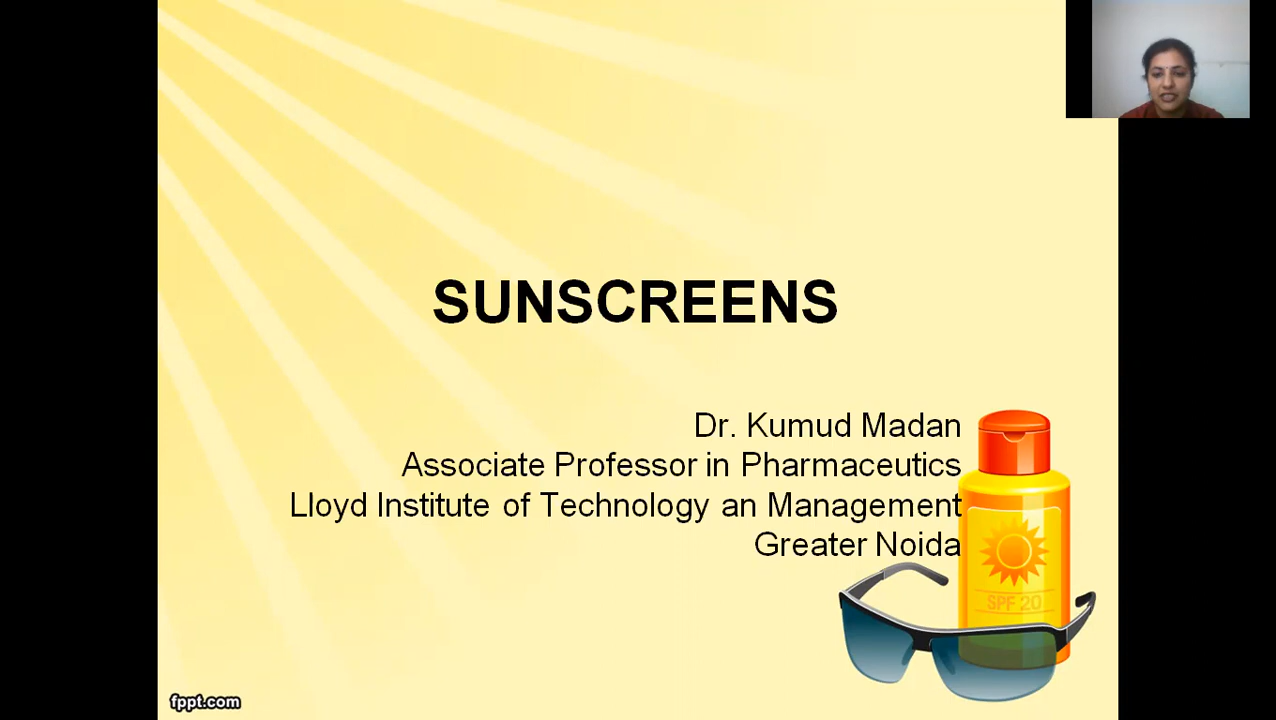 SUNSCREENS
Dr. Kumud Madan
Associate Professor in Pharmaceutics
Lloyd Institute of Technology an Management
Greater Noida
SPF 20
fppt.com